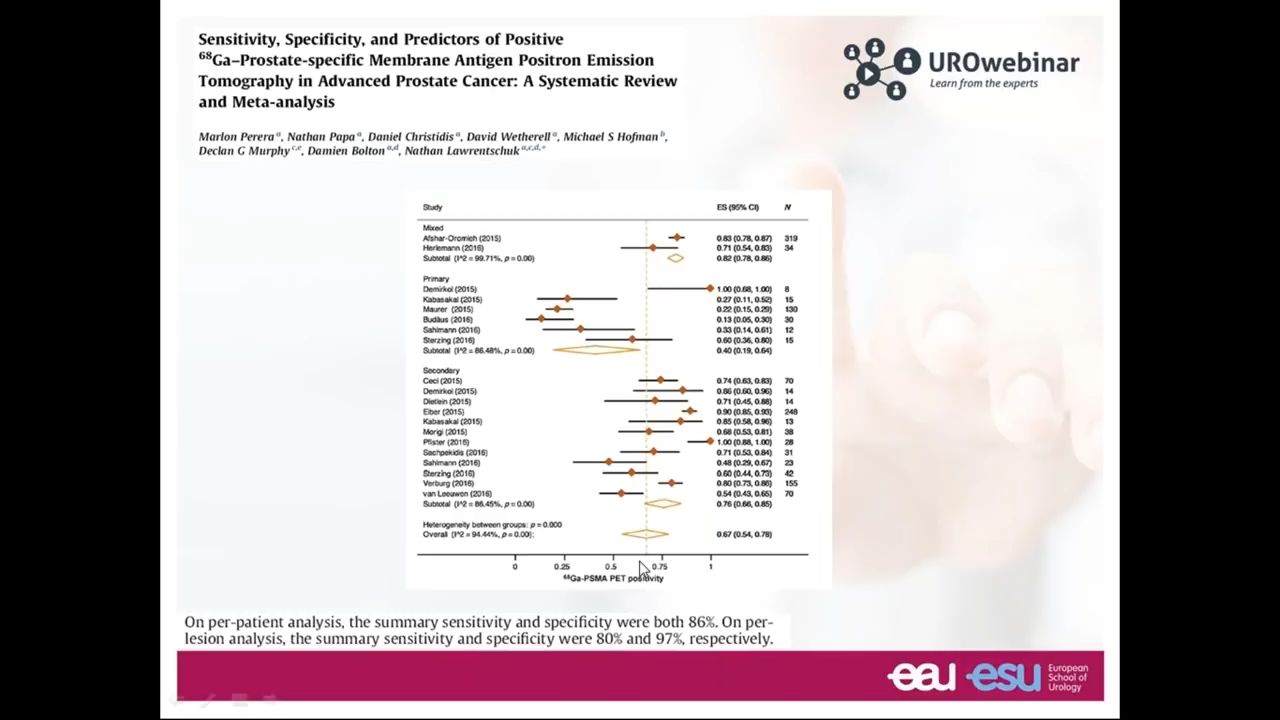 Sensitivity, Specificity, and Predictors of Positive
⁶⁸Ga–Prostate-specific Membrane Antigen Positron Emission
Tomography in Advanced Prostate Cancer: A Systematic Review
and Meta-analysis
Marlon Perera ᵃ, Nathan Papa ᵃ, Daniel Christidis ᵃ, David Wetherell ᵃ, Michael S Hofman ᵇ,
Declan G Murphy ᶜ,ᵉ, Damien Bolton ᵃ,ᵈ, Nathan Lawrentschuk ᵃ,ᶜ,ᵈ,*
UROwebinar
Learn from the experts
Study ES (95% CI) N
Mixed
Afshar-Oromieh (2015) 0.83 (0.78, 0.87) 319
Herlemann (2016) 0.71 (0.54, 0.83) 34
Subtotal (I^2 = 99.71%, p = 0.00) 0.82 (0.78, 0.86)
Primary
Demirkol (2015) 1.00 (0.68, 1.00) 8
Kabasakal (2015) 0.27 (0.11, 0.52) 15
Maurer (2015) 0.22 (0.15, 0.29) 130
Budäus (2016) 0.13 (0.05, 0.30) 30
Sahlmann (2016) 0.33 (0.14, 0.61) 12
Sterzing (2016) 0.60 (0.36, 0.80) 15
Subtotal (I^2 = 86.48%, p = 0.00) 0.40 (0.19, 0.64)
Secondary
Ceci (2015) 0.74 (0.63, 0.83) 70
Demirkol (2015) 0.86 (0.60, 0.96) 14
Dietlein (2015) 0.71 (0.45, 0.88) 14
Eiber (2015) 0.90 (0.85, 0.93) 248
Kabasakal (2015) 0.85 (0.58, 0.96) 13
Morigi (2015) 0.68 (0.53, 0.81) 38
Pfister (2016) 1.00 (0.88, 1.00) 28
Sachpekidis (2016) 0.71 (0.53, 0.84) 31
Sahlmann (2016) 0.48 (0.29, 0.67) 23
Sterzing (2016) 0.60 (0.44, 0.73) 42
Verburg (2016) 0.80 (0.73, 0.86) 155
van Leeuwen (2016) 0.54 (0.43, 0.65) 70
Subtotal (I^2 = 86.45%, p = 0.00) 0.76 (0.66, 0.85)
Heterogeneity between groups: p = 0.000
Overall (I^2 = 94.44%, p = 0.00); 0.67 (0.54, 0.78)
0 0.25 0.5 0.75 1
⁶⁸Ga-PSMA PET positivity
On per-patient analysis, the summary sensitivity and specificity were both 86%. On per-
lesion analysis, the summary sensitivity and specificity were 80% and 97%, respectively.
eau esu European
School of
Urology